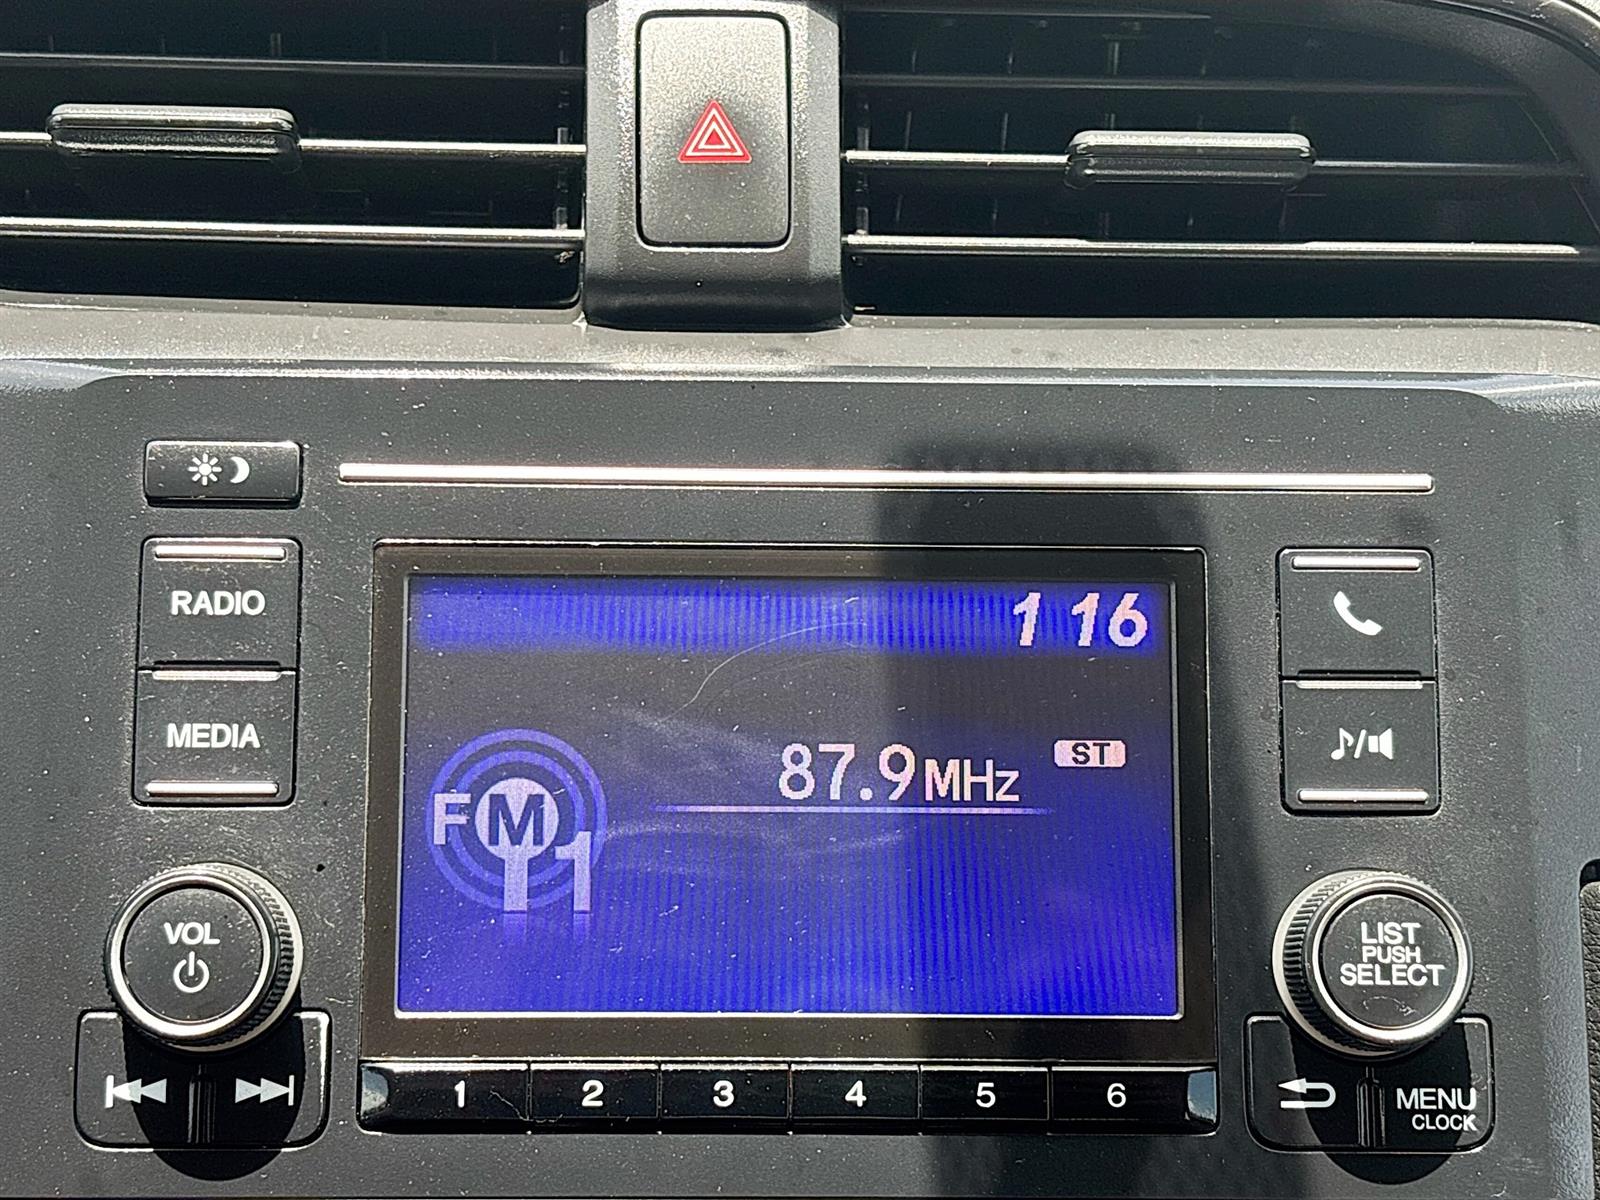 RADIO
MEDIA
VOL
1 16
87.9MHz
ST
FM
1
1 2 3 4 5 6
LIST
PUSH
SELECT
MENU
CLOCK